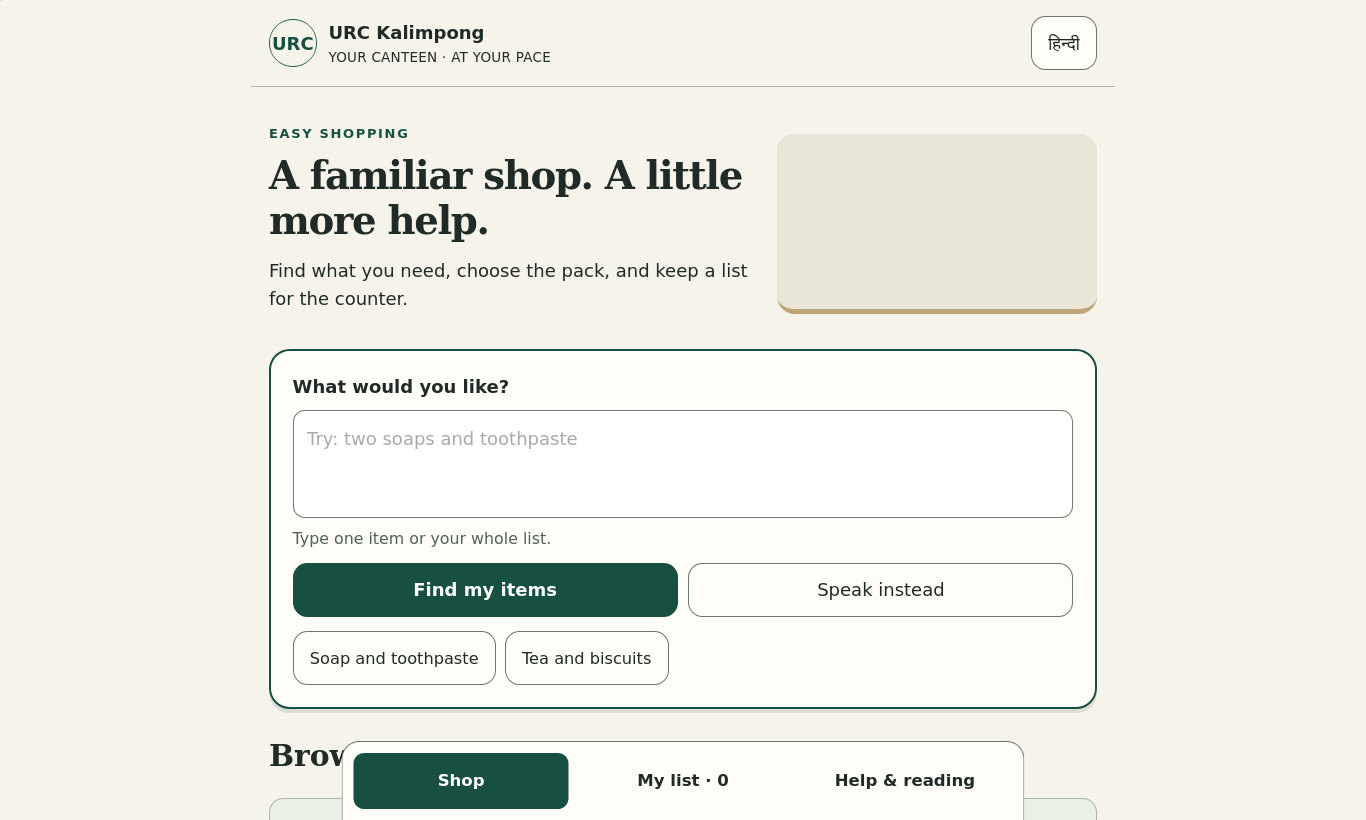 URC
URC Kalimpong
YOUR CANTEEN · AT YOUR PACE
हिन्दी
EASY SHOPPING
A familiar shop. A little
more help.
Find what you need, choose the pack, and keep a list
for the counter.
What would you like?
Try: two soaps and toothpaste
Type one item or your whole list.
Find my items
Speak instead
Soap and toothpaste
Tea and biscuits
Shop
My list · 0
Help & reading